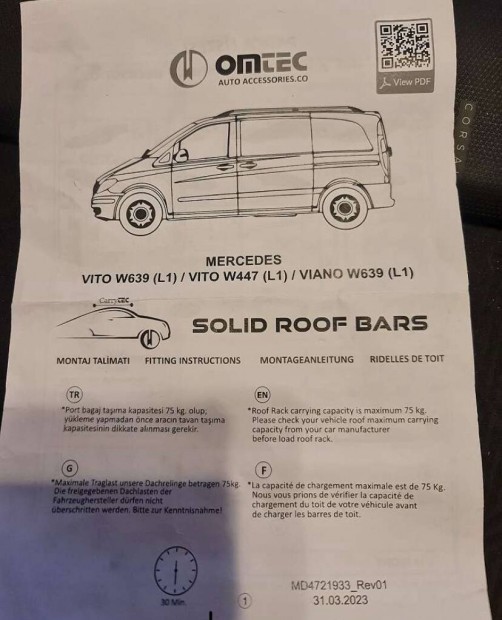 OMTEC
AUTO ACCESSORIES.CO
View PDF
CORSA
MERCEDES
VITO W639 (L1) / VITO W447 (L1) / VIANO W639 (L1)
CarryTEC
SOLID ROOF BARS
MONTAJ TALİMATI FITTING INSTRUCTIONS MONTAGEANLEITUNG RIDELLES DE TOIT
TR
*Port bagaj taşıma kapasitesi 75 kg. olup,
yükleme yapmadan önce aracın tavan taşıma
kapasitesinin dikkate alınması gerekir.
EN
*Roof Rack carrying capacity is maximum 75 kg.
Please check your vehicle roof maximum carrying
capacity from your car manufacturer
before load roof rack.
G
*Maximale Traglast unsere Dachrelinge betragen 75kg.
Die freigegebenen Dachlasten der
Fahrzeughersteller dürfen nicht
überschritten werden. Bitte zur Kenntnisnahme!
F
*La capacité de chargement maximale est de 75 Kg.
Nous vous prions de vérifier la capacité de
chargement du toit de votre véhicule avant
de charger les barres de toit.
30 Min.
1
MD4721933_Rev01
31.03.2023